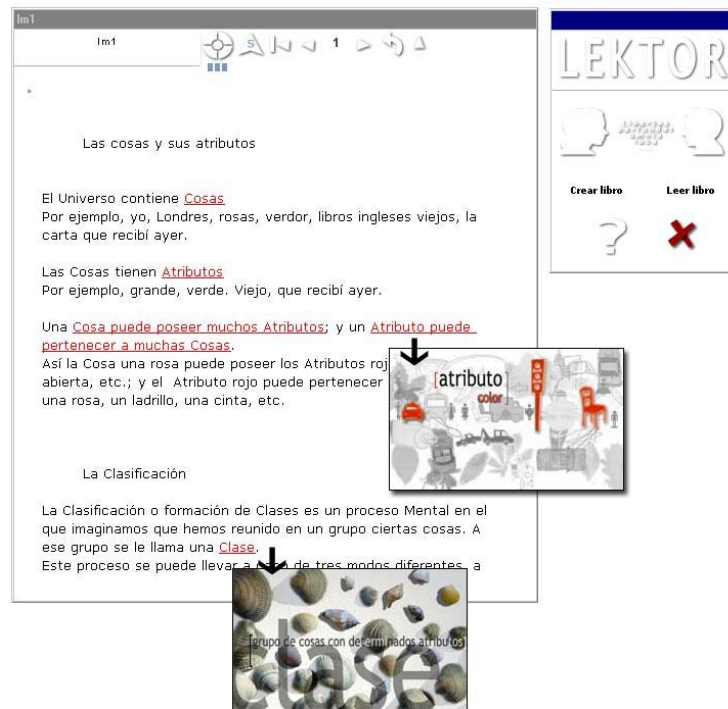 lm1
lm1
S
1
Las cosas y sus atributos
El Universo contiene Cosas
Por ejemplo, yo, Londres, rosas, verdor, libros ingleses viejos, la
carta que recibí ayer.
Las Cosas tienen Atributos
Por ejemplo, grande, verde. Viejo, que recibí ayer.
Una Cosa puede poseer muchos Atributos; y un Atributo puede
pertenecer a muchas Cosas.
Así la Cosa una rosa puede poseer los Atributos
abierta, etc.; y el Atributo rojo puede pertenecer
una rosa, un ladrillo, una cinta, etc.
La Clasificación
La Clasificación o formación de Clases es un proceso Mental en el
que imaginamos que hemos reunido en un grupo ciertas cosas. A
ese grupo se le llama una Clase.
Este proceso se puede llevar a de tres modos diferentes a
[atributo]
color
[grupo de cosas con determinados atributos]
clase
LEKTOR
Crear libro
Leer libro
?